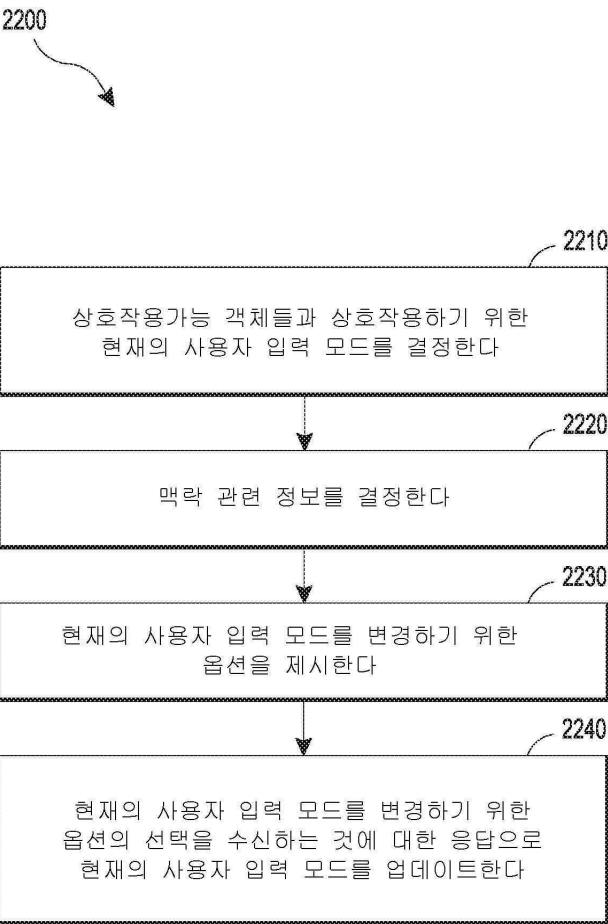 2200
2210
상호작용가능 객체들과 상호작용하기 위한
현재의 사용자 입력 모드를 결정한다
2220
맥락 관련 정보를 결정한다
2230
현재의 사용자 입력 모드를 변경하기 위한
옵션을 제시한다
2240
현재의 사용자 입력 모드를 변경하기 위한
옵션의 선택을 수신하는 것에 대한 응답으로
현재의 사용자 입력 모드를 업데이트한다